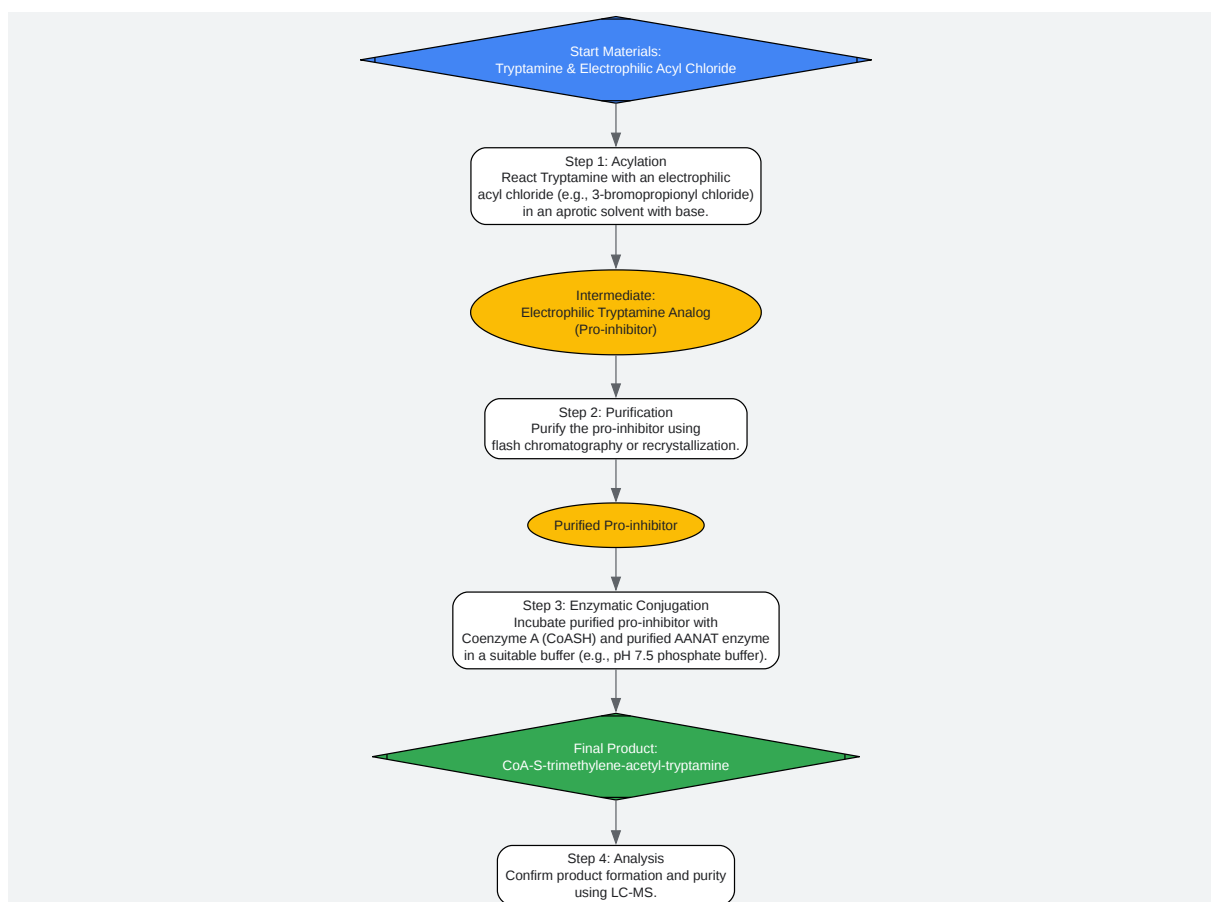 Start Materials:
Tryptamine & Electrophilic Acyl Chloride
Step 1: Acylation
React Tryptamine with an electrophilic
acyl chloride (e.g., 3-bromopropionyl chloride)
in an aprotic solvent with base.
Intermediate:
Electrophilic Tryptamine Analog
(Pro-inhibitor)
Step 2: Purification
Purify the pro-inhibitor using
flash chromatography or recrystallization.
Purified Pro-inhibitor
Step 3: Enzymatic Conjugation
Incubate purified pro-inhibitor with
Coenzyme A (CoASH) and purified AANAT enzyme
in a suitable buffer (e.g., pH 7.5 phosphate buffer).
Final Product:
CoA-S-trimethylene-acetyl-tryptamine
Step 4: Analysis
Confirm product formation and purity
using LC-MS.